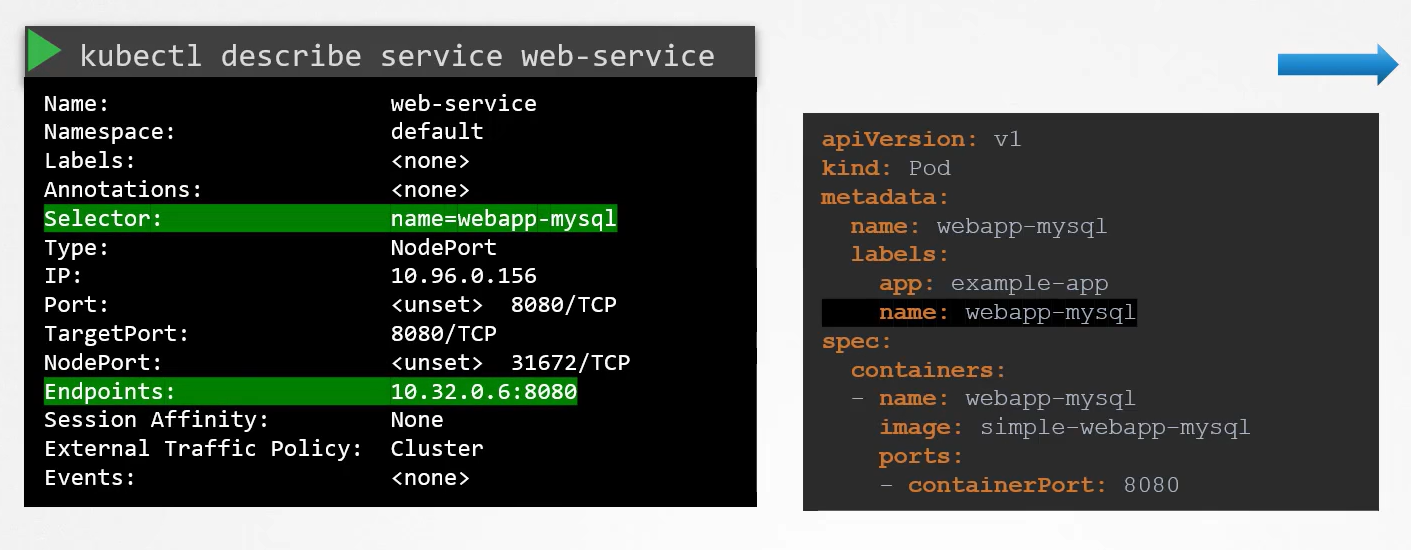 kubectl describe service web-service
Name: web-service
Namespace: default
Labels: <none>
Annotations: <none>
Selector: name=webapp-mysql
Type: NodePort
IP: 10.96.0.156
Port: <unset> 8080/TCP
TargetPort: 8080/TCP
NodePort: <unset> 31672/TCP
Endpoints: 10.32.0.6:8080
Session Affinity: None
External Traffic Policy: Cluster
Events: <none>
apiVersion: v1
kind: Pod
metadata:
  name: webapp-mysql
  labels:
    app: example-app
    name: webapp-mysql
spec:
  containers:
  - name: webapp-mysql
    image: simple-webapp-mysql
    ports:
    - containerPort: 8080